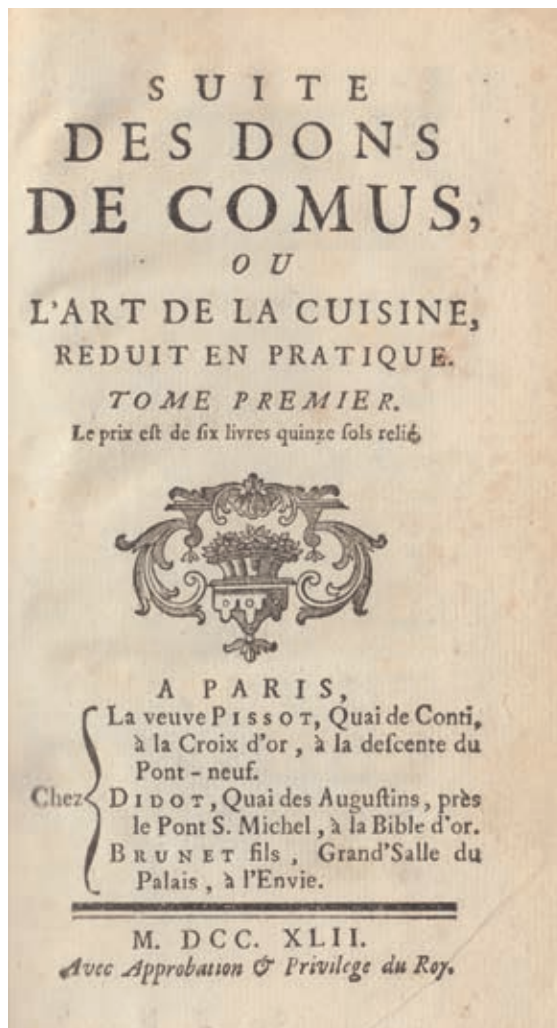 SUITE
DES DONS
DE COMUS,
OU
L'ART DE LA CUISINE,
REDUIT EN PRATIQUE.
TOME PREMIER.
Le prix eſt de ſix livres quinze ſols relié,
A PARIS,
La veuve PISSOT, Quai de Conti,
à la Croix d'or, à la deſcente du
Pont-neuf.
Chez DIDOT, Quai des Auguſtins, près
le Pont S. Michel, à la Bible d'or.
BRUNET fils, Grand'Salle du
Palais, à l'Envie.
M. DCC. XLII.
Avec Approbation & Privilege du Roy.